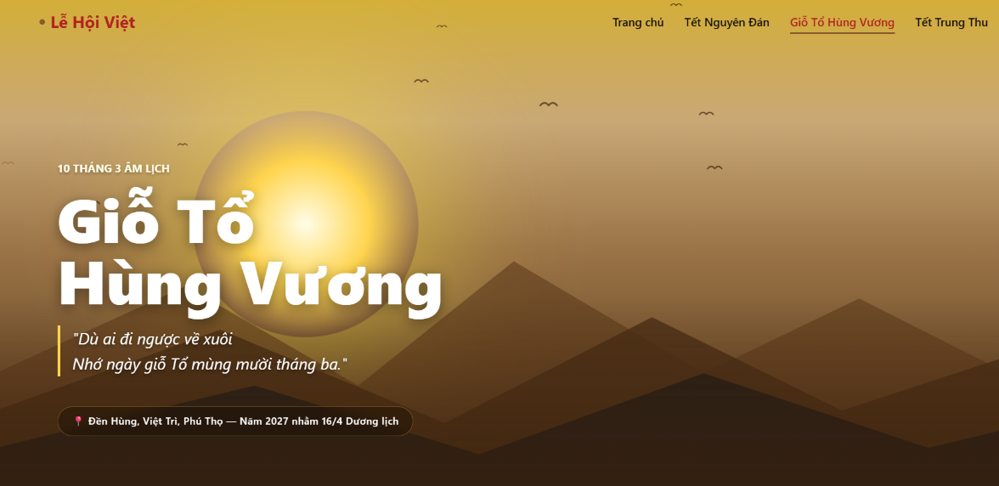 Lễ Hội Việt
Trang chủ
Tết Nguyên Đán
Giỗ Tổ Hùng Vương
Tết Trung Thu
10 THÁNG 3 ÂM LỊCH
Giỗ Tổ
Hùng Vương
"Dù ai đi ngược về xuôi
Nhớ ngày giỗ Tổ mùng mười tháng ba."
Đền Hùng, Việt Trì, Phú Thọ — Năm 2027 nhằm 16/4 Dương lịch